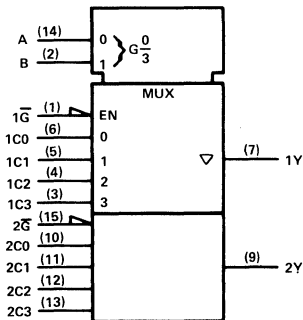 A (14) 0 G 0/3
B (2) 1
MUX
1G̅ (1) EN
1C0 (6) 0
1C1 (5) 1 ▽ (7) 1Y
1C2 (4) 2
1C3 (3) 3
2G̅ (15)
2C0 (10)
2C1 (11) (9) 2Y
2C2 (12)
2C3 (13)